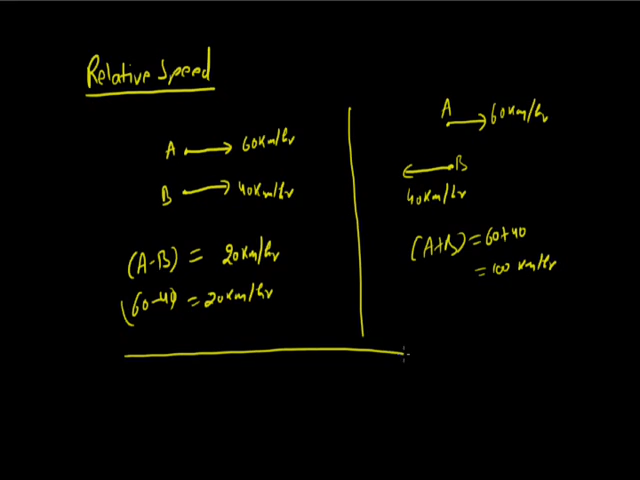 Relative Speed
A → 60km/hr
B → 40km/hr
(A-B) = 20km/hr
(60-40) = 20km/hr
A → 60km/hr
← B
40km/hr
(A+B) = 60+40
= 100 km/hr